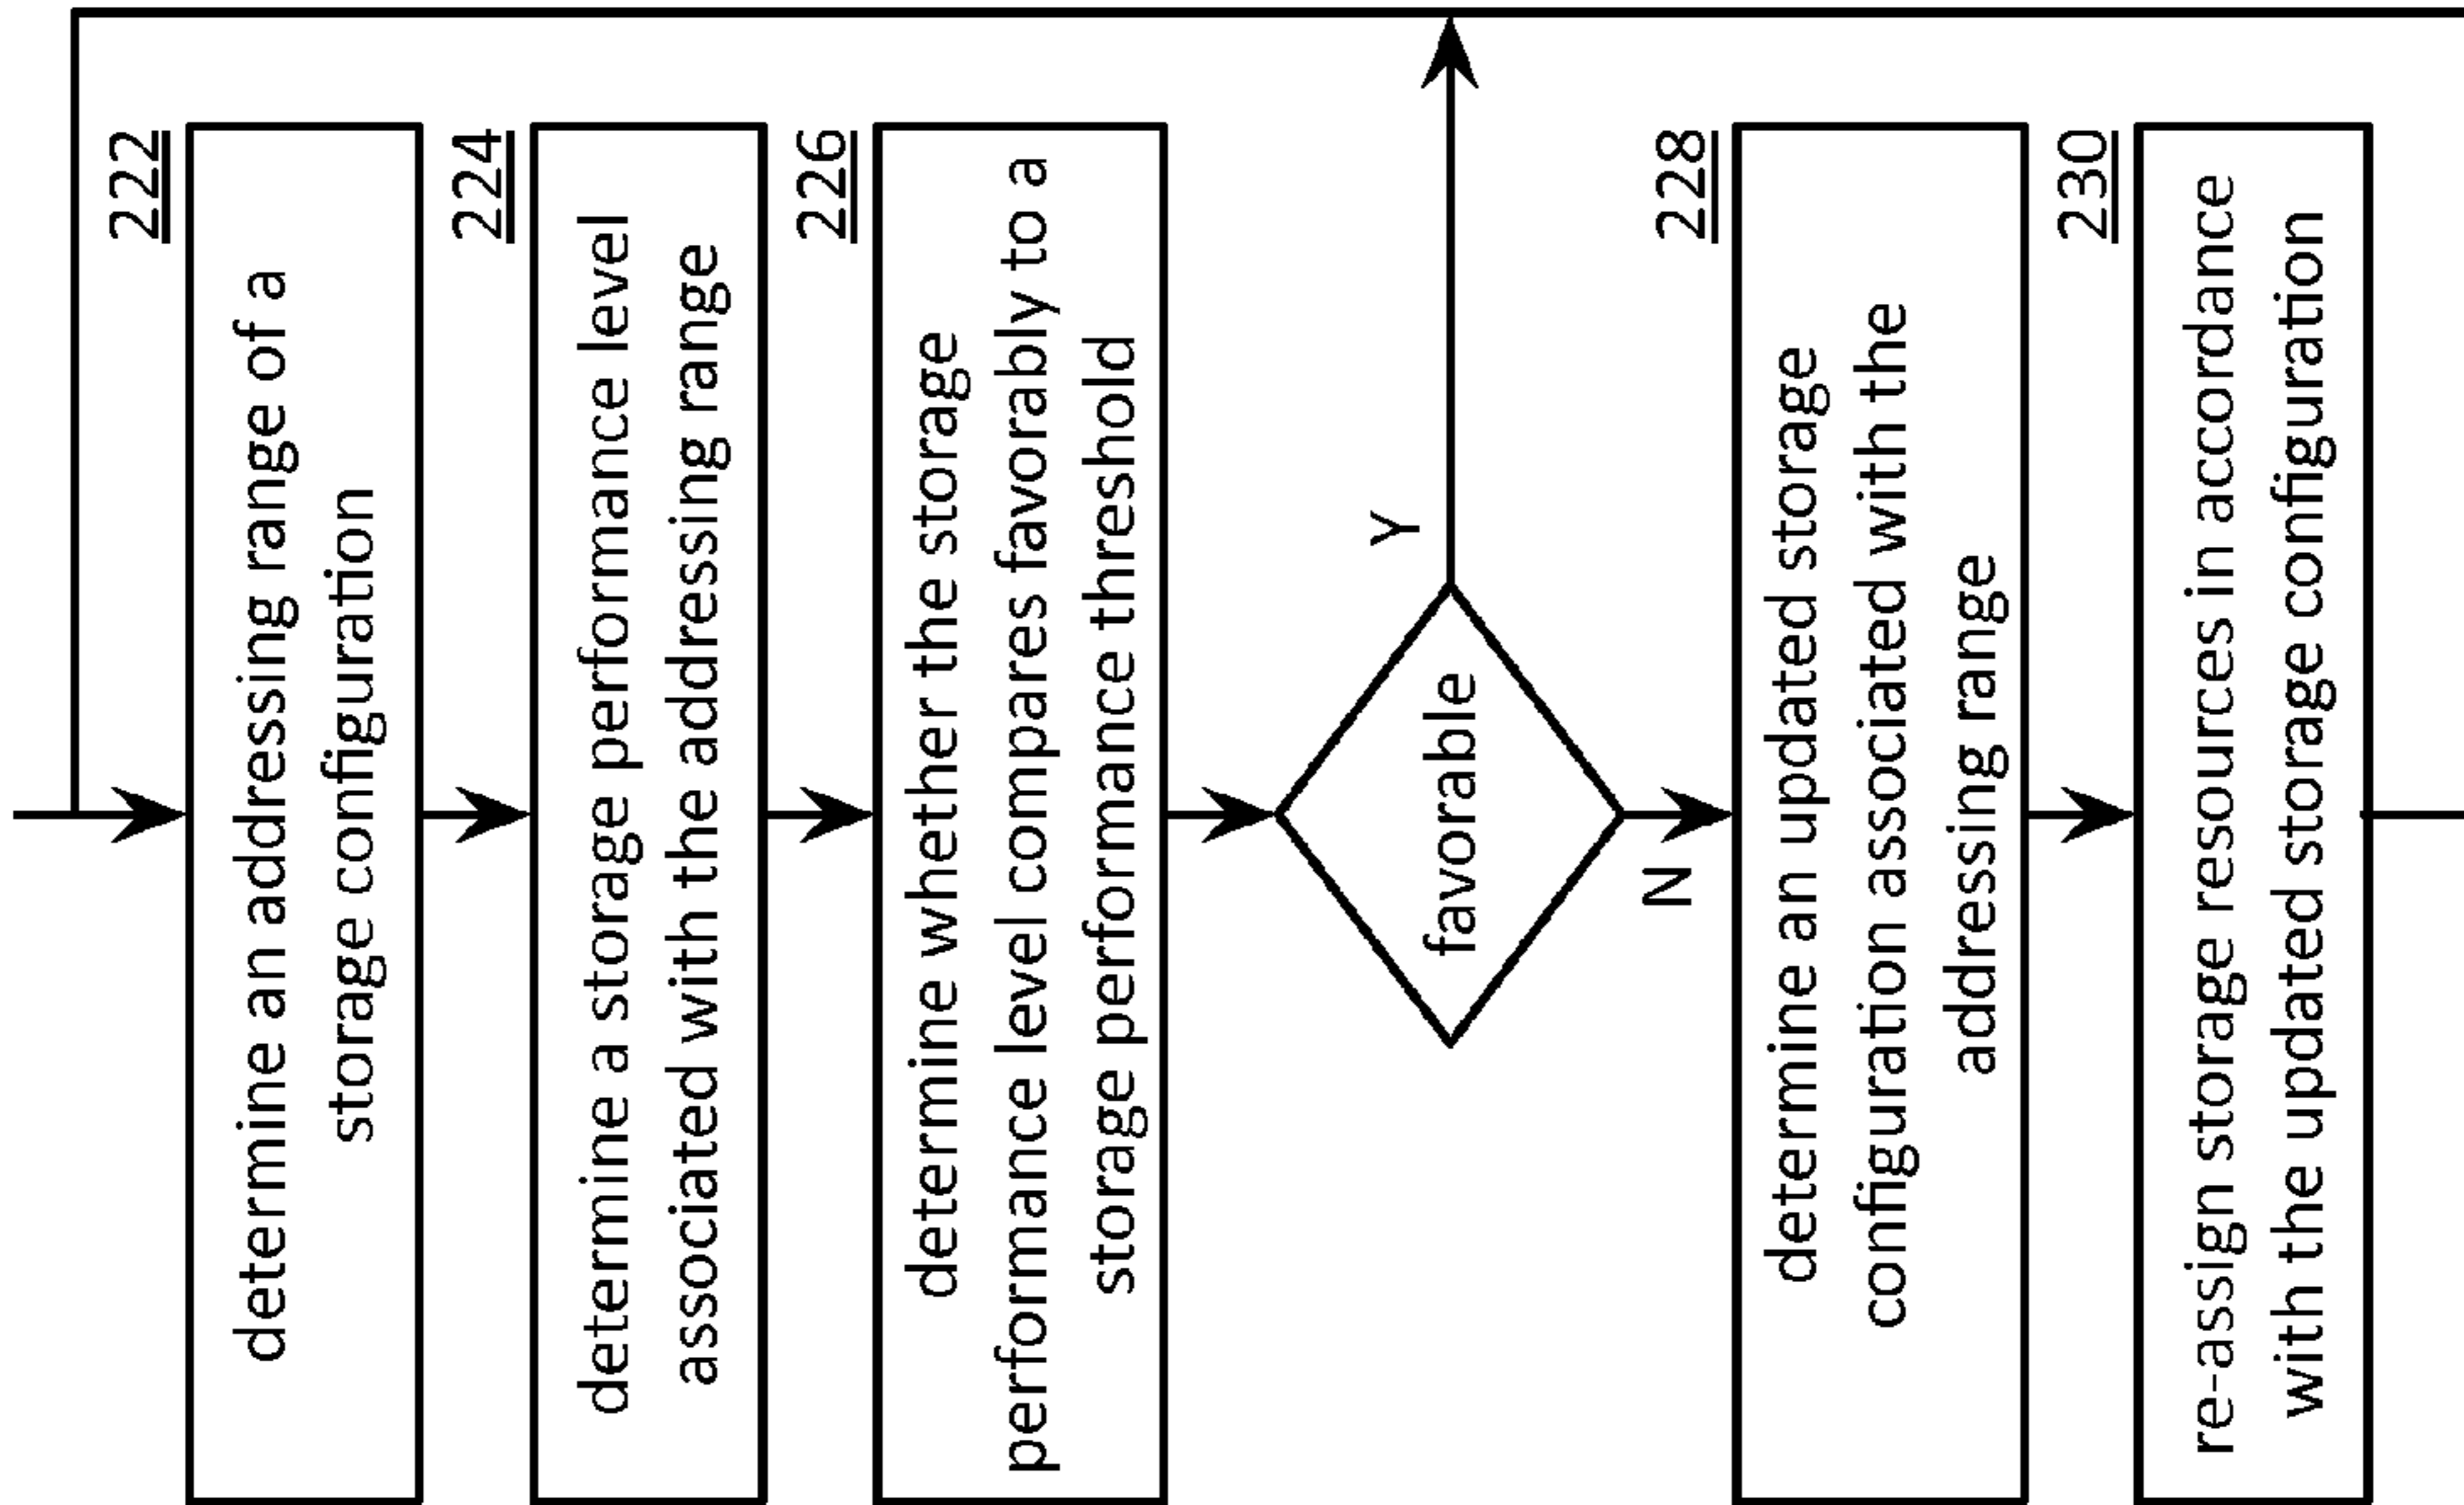 222
determine an addressing range of a
storage configuration
224
determine a storage performance level
associated with the addressing range
226
determine whether the storage
performance level compares favorably to a
storage performance threshold
favorable
Y
N
228
determine an updated storage
configuration associated with the
addressing range
230
re-assign storage resources in accordance
with the updated storage configuration